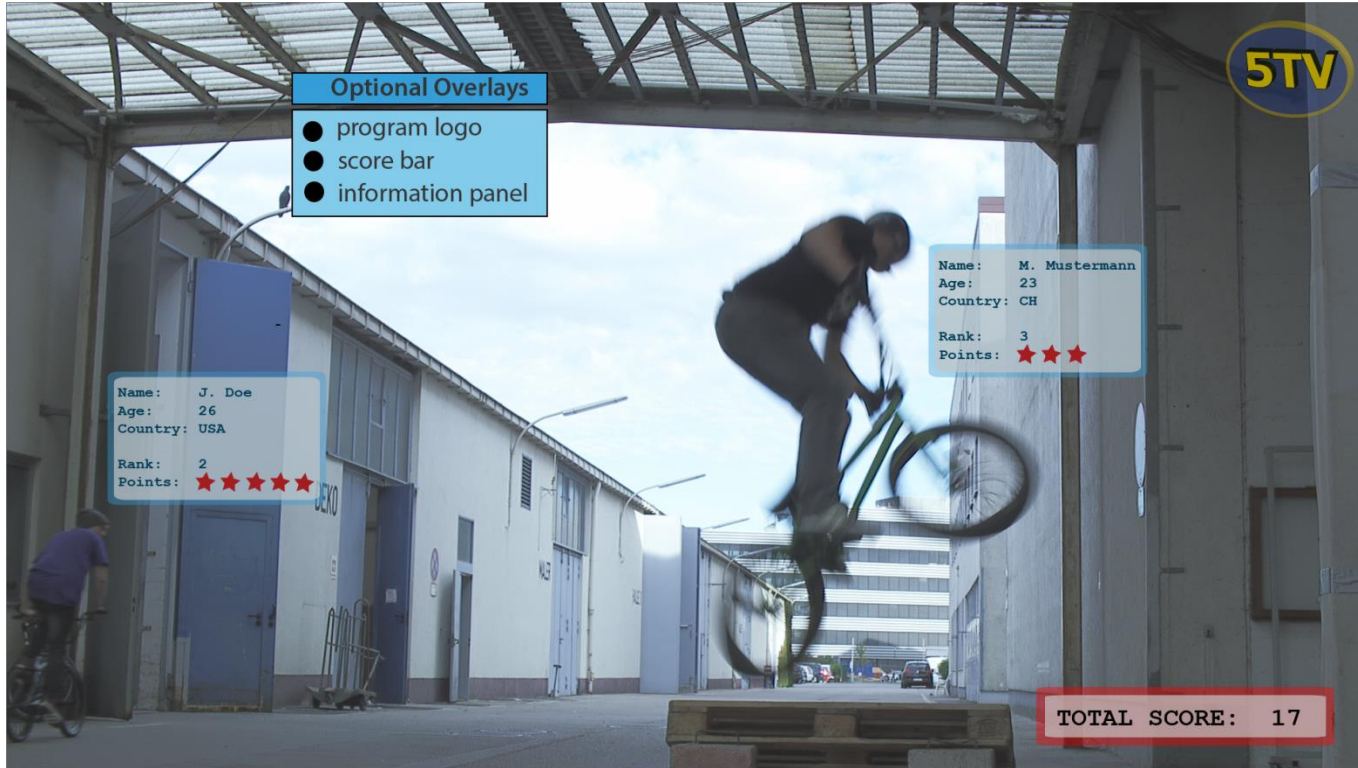 5TV
Optional Overlays
program logo
score bar
information panel
Name: M. Mustermann
Age: 23
Country: CH
Rank: 3
Points:
Name: J. Doe
Age: 26
Country: USA
Rank: 2
Points:
DEKO
MALER
TOTAL SCORE: 17